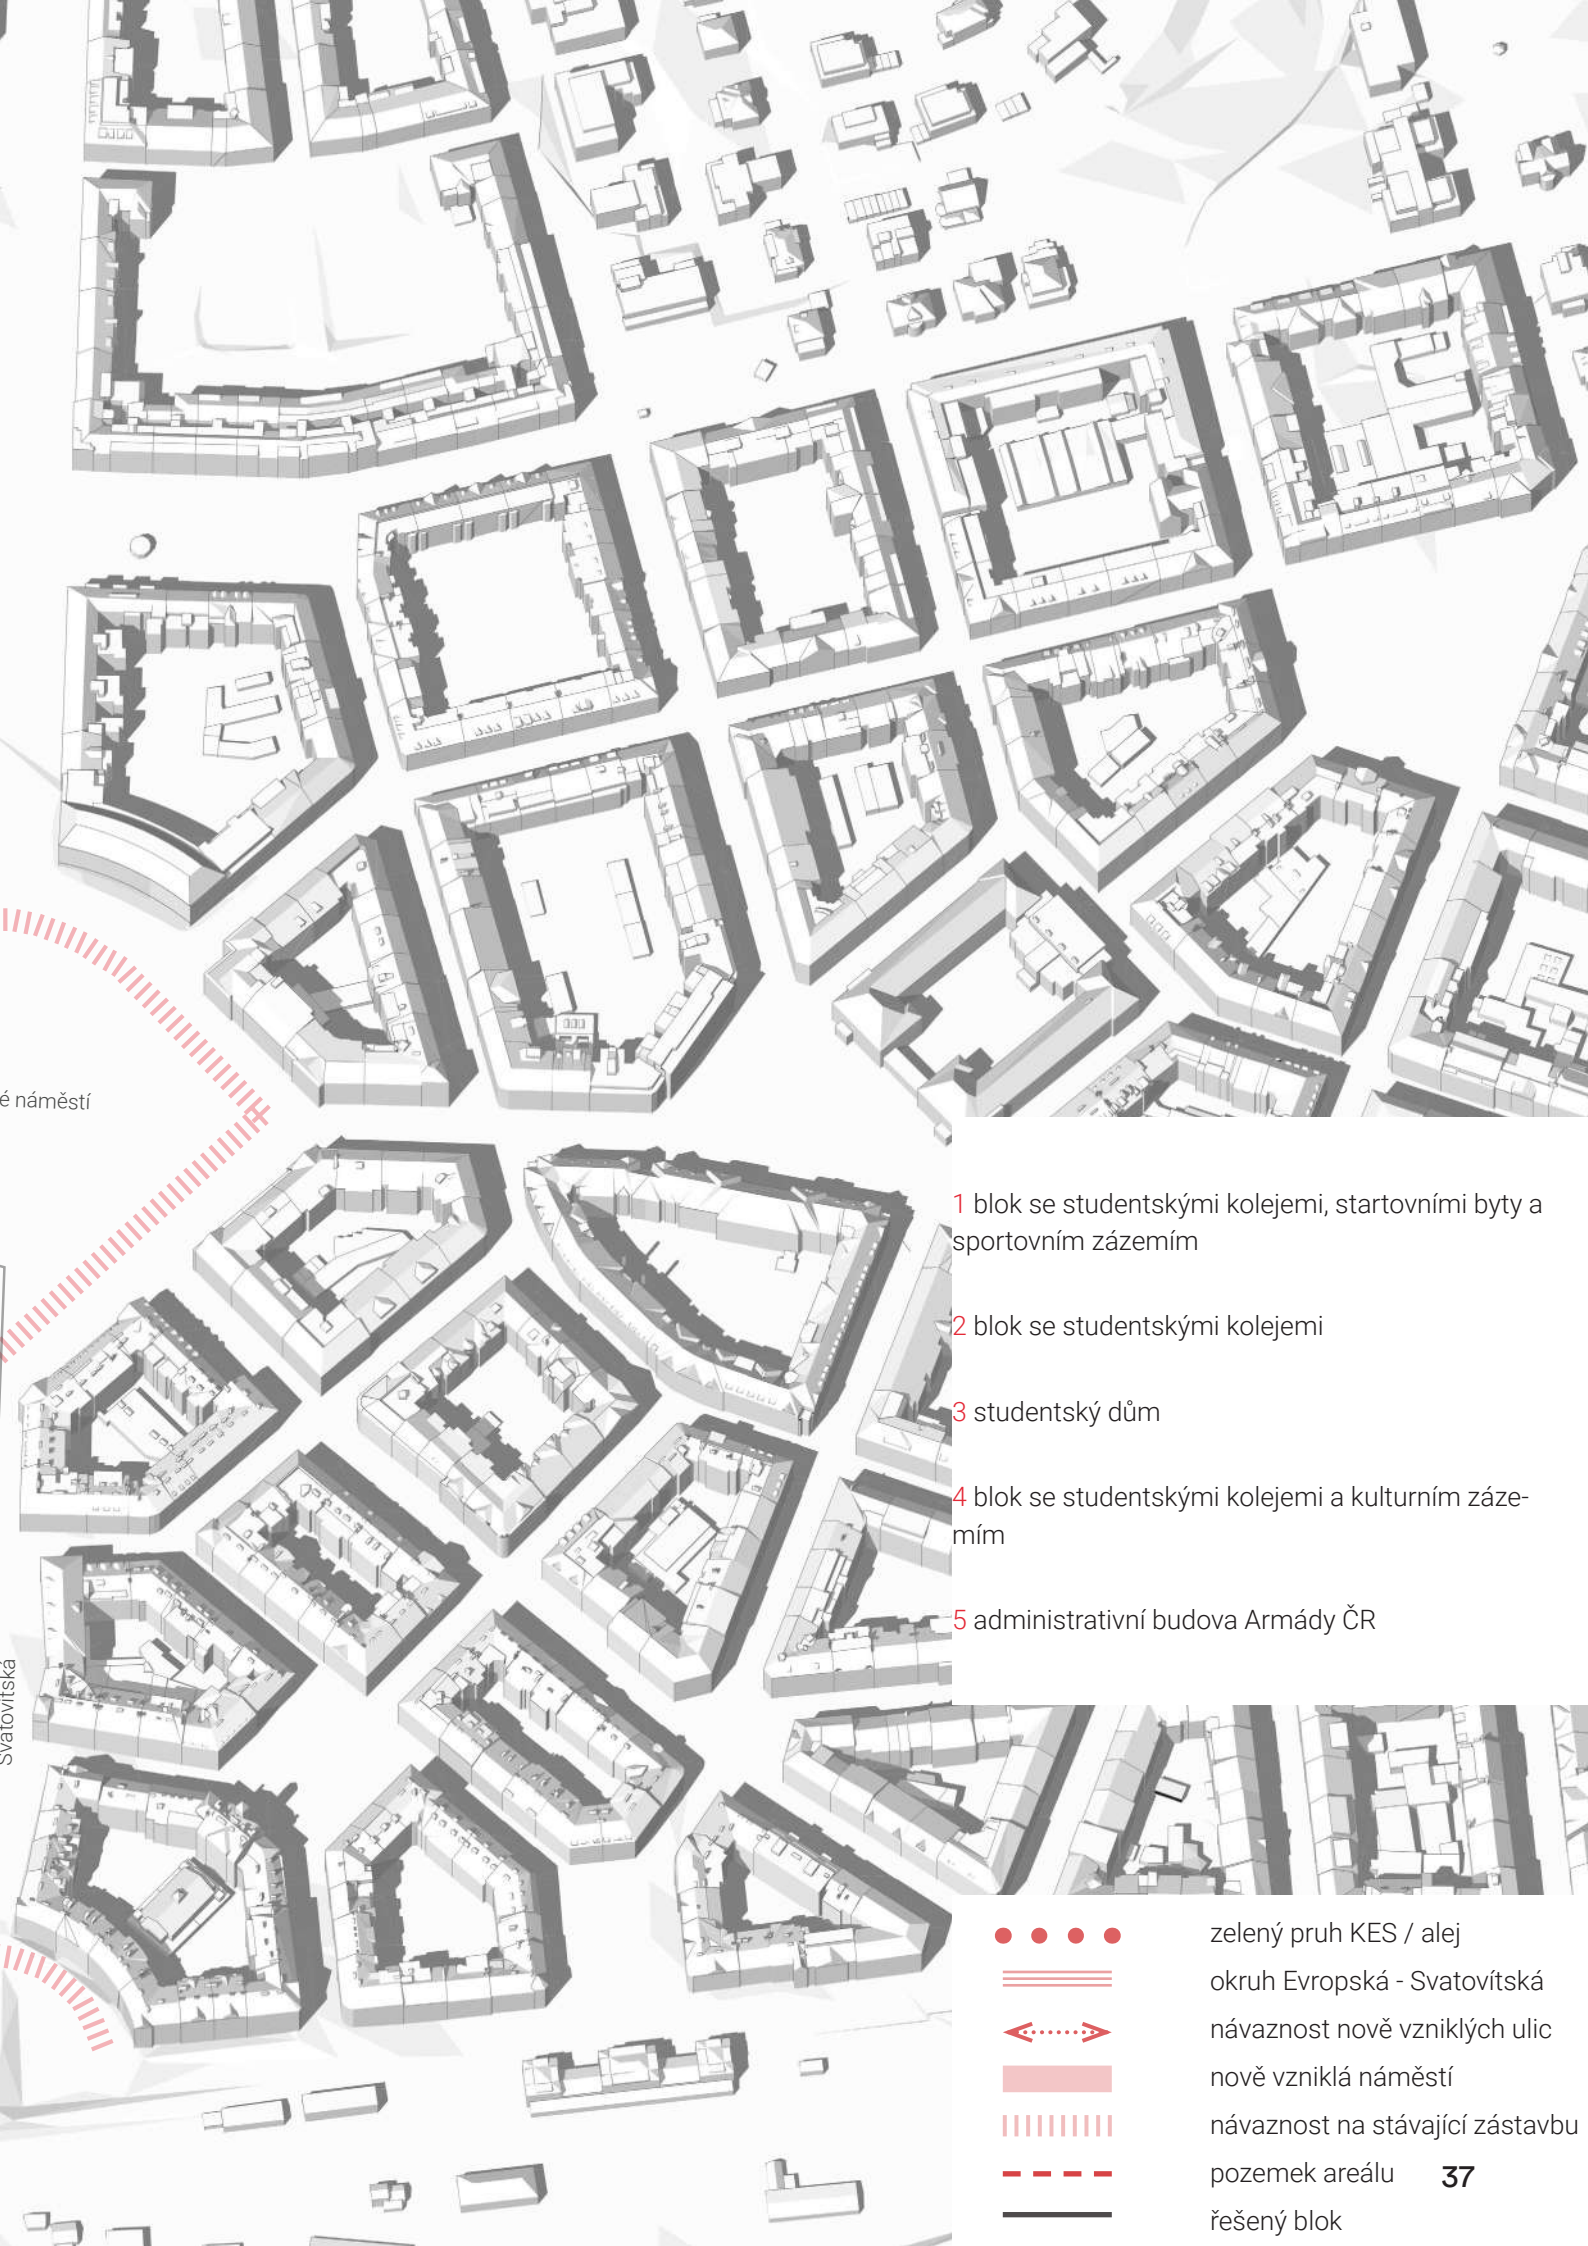 é náměstí
1 blok se studentskými kolejemi, startovními byty a
sportovním zázemím
2 blok se studentskými kolejemi
3 studentský dům
4 blok se studentskými kolejemi a kulturním záze-
mím
5 administrativní budova Armády ČR
Svatovítská
zelený pruh KES / alej
okruh Evropská - Svatovítská
návaznost nově vzniklých ulic
nově vzniklá náměstí
návaznost na stávající zástavbu
pozemek areálu 37
řešený blok